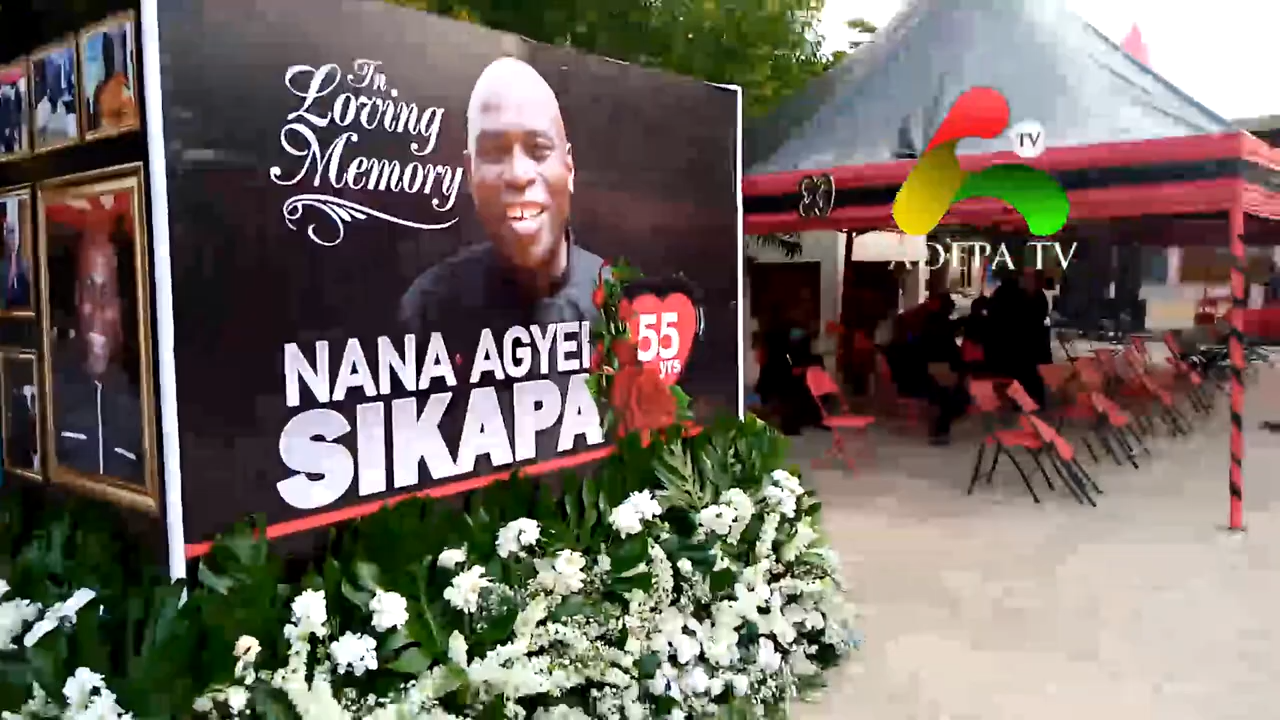 In
Loving
Memory
NANA AGYEI
SIKAPA
55
yrs
TV
ADEPA TV